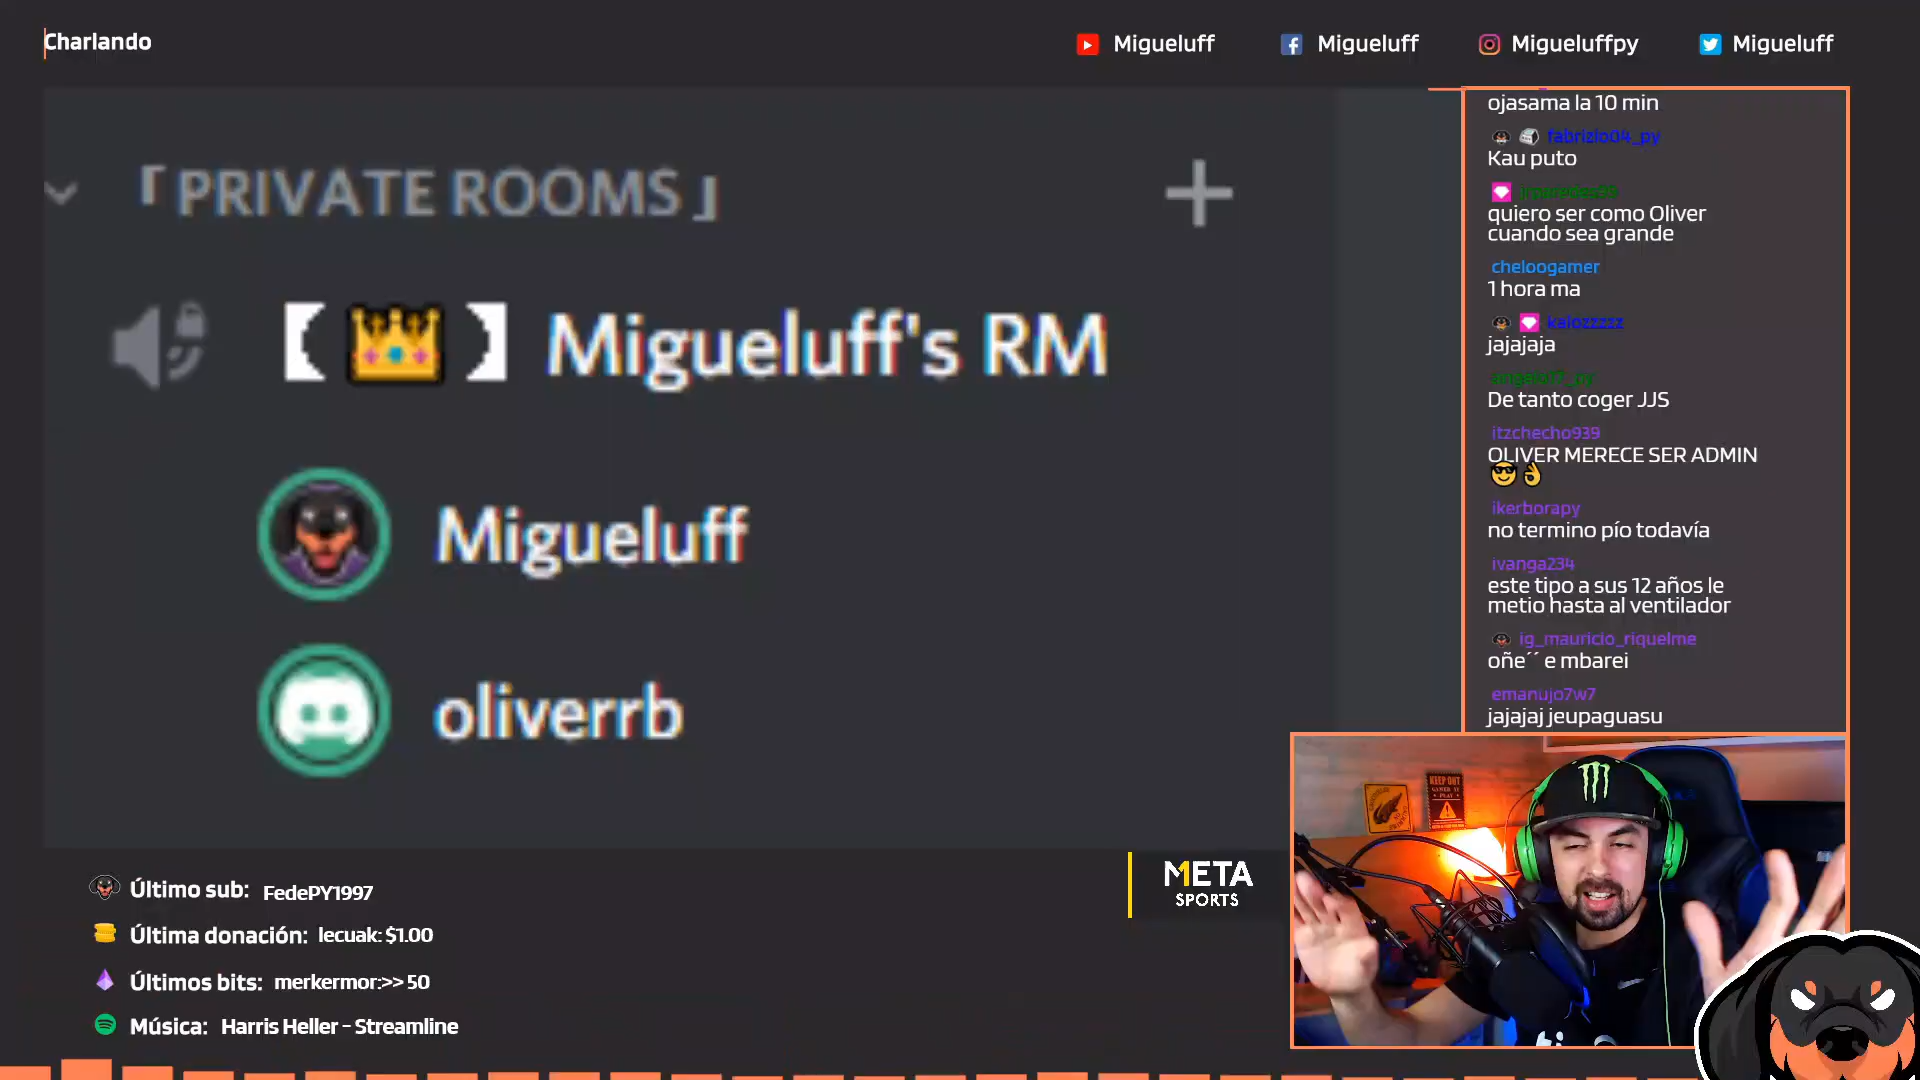 Charlando
Migueluff
Migueluff
Migueluffpy
Migueluff
「 PRIVATE ROOMS 」
【 👑 】 Migueluff's RM
Migueluff
oliverrb
ojasama la 10 min
fabrizio04_py
Kau puto
quiero ser como Oliver
cuando sea grande
cheloogamer
1 hora ma
kalozzzzz
jajajaja
De tanto coger JJS
itzchecho939
OLIVER MERECE SER ADMIN
😎👌
ikerborapy
no termino pío todavía
ivanga234
este tipo a sus 12 años le
metio hasta al ventilador
ig_mauricio_riquelme
oñe´´ e mbarei
emanujo7w7
jajajaj jeupaguasu
META
SPORTS
KEEP OUT
Último sub: FedePY1997
Última donación: lecuak: $1.00
Últimos bits: merkermor:>> 50
Música: Harris Heller - Streamline